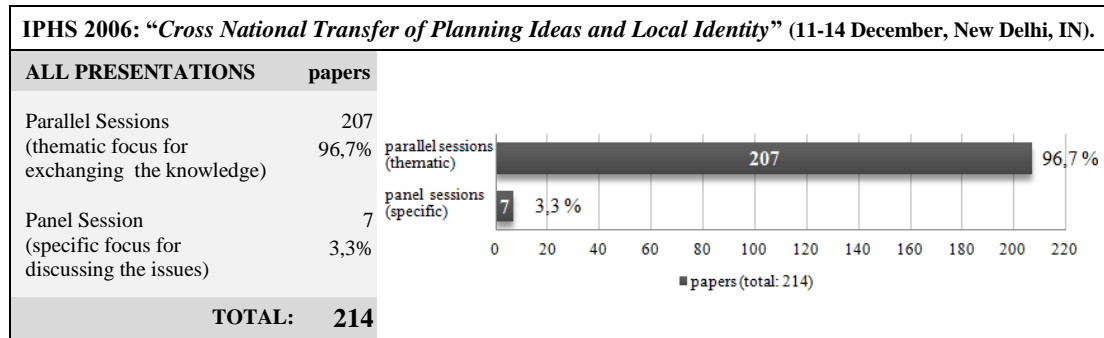 IPHS 2006: “Cross National Transfer of Planning Ideas and Local Identity” (11-14 December, New Delhi, IN).
ALL PRESENTATIONS papers
Parallel Sessions 207
(thematic focus for 96,7%
exchanging the knowledge)
Panel Session 7
(specific focus for 3,3%
discussing the issues)
TOTAL: 214
parallel sessions
(thematic)
207
96,7 %
panel sessions
(specific)
7
3,3 %
0 20 40 60 80 100 120 140 160 180 200 220
papers (total: 214)